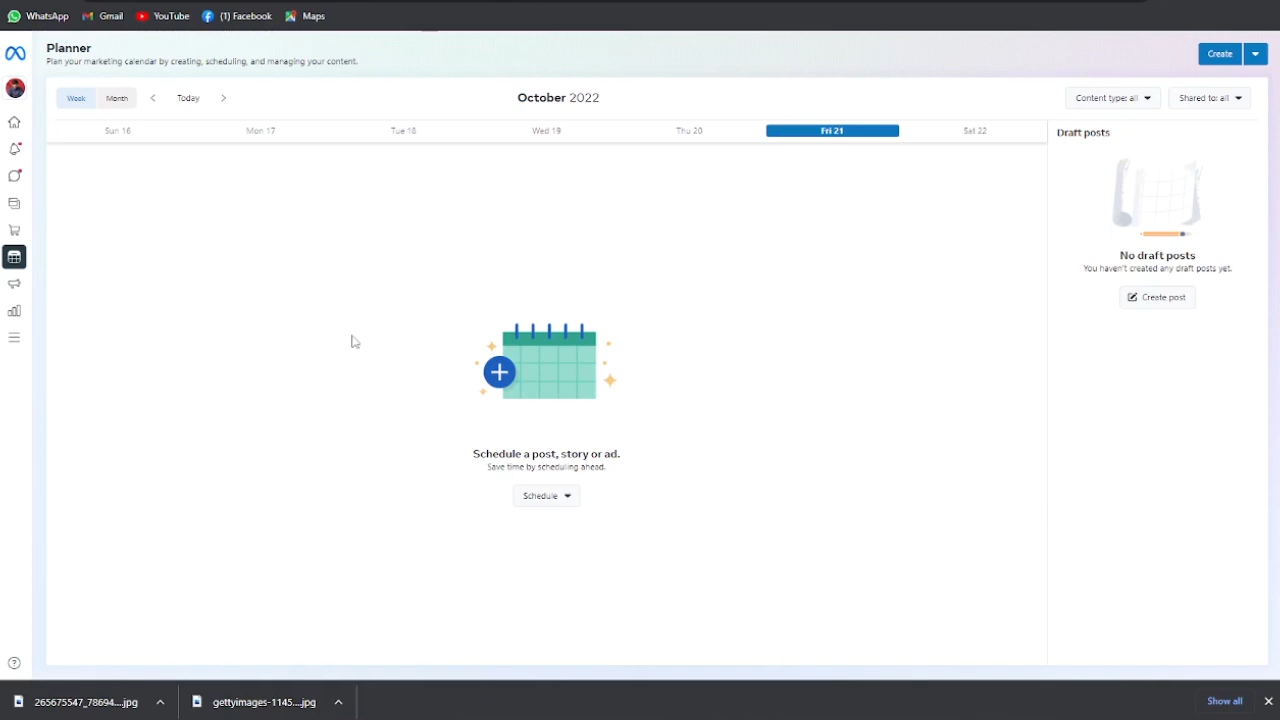 WhatsApp
Gmail
YouTube
(1) Facebook
Maps
Planner
Plan your marketing calendar by creating, scheduling, and managing your content.
Create
Week
Month
Today
October 2022
Content type: all
Shared to: all
Sun 16
Mon 17
Tue 18
Wed 19
Thu 20
Fri 21
Sat 22
Draft posts
No draft posts
You haven't created any draft posts yet.
Create post
Schedule a post, story or ad.
Save time by scheduling ahead.
Schedule
265675547_78694....jpg
gettyimages-1145....jpg
Show all